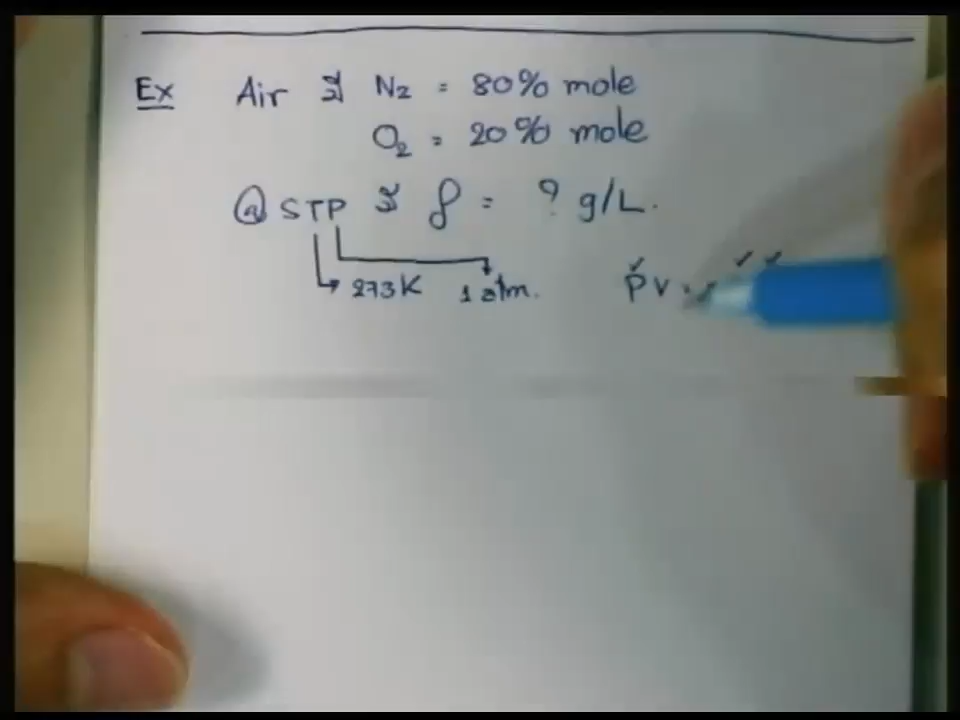 Ex Air มี N2 = 80% mole
O2 = 20% mole
@ STP มี ρ = ? g/L.
273K 1 atm.
PV